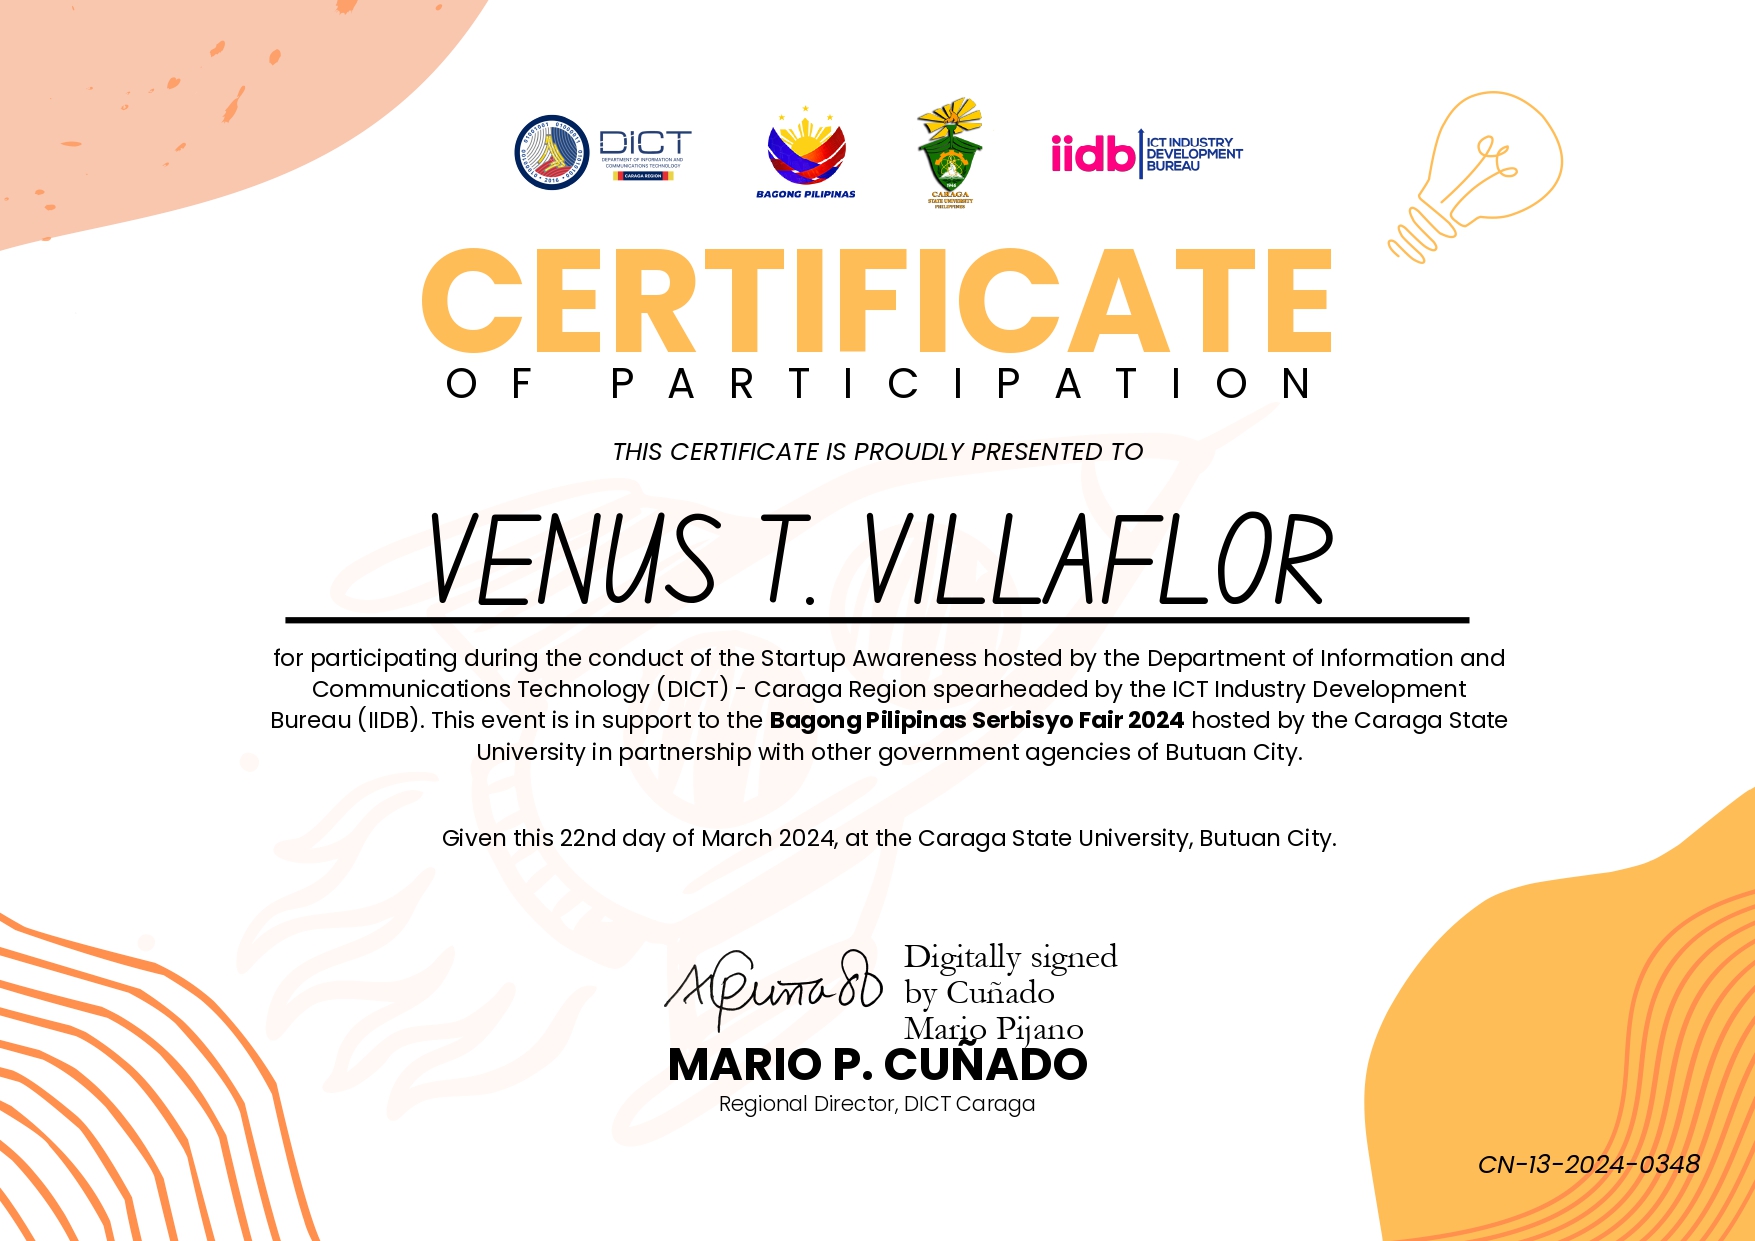 DICT
DEPARTMENT OF INFORMATION AND
COMMUNICATIONS TECHNOLOGY
CARAGA REGION
BAGONG PILIPINAS
1946
CARAGA
STATE UNIVERSITY
PHILIPPINES
iidb
ICT INDUSTRY
DEVELOPMENT
BUREAU
CERTIFICATE
OF PARTICIPATION
THIS CERTIFICATE IS PROUDLY PRESENTED TO
VENUS T. VILLAFLOR
for participating during the conduct of the Startup Awareness hosted by the Department of Information and
Communications Technology (DICT) - Caraga Region spearheaded by the ICT Industry Development
Bureau (IIDB). This event is in support to the Bagong Pilipinas Serbisyo Fair 2024 hosted by the Caraga State
University in partnership with other government agencies of Butuan City.
Given this 22nd day of March 2024, at the Caraga State University, Butuan City.
Digitally signed
by Cuñado
Mario Pijano
MARIO P. CUÑADO
Regional Director, DICT Caraga
CN-13-2024-0348